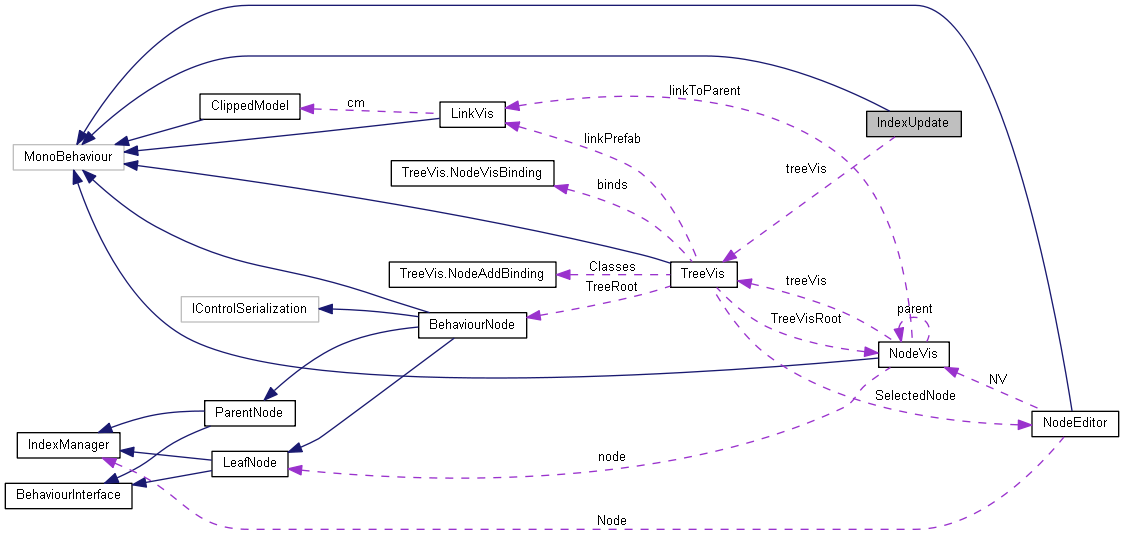 linkToParent
ClippedModel
cm
LinkVis
IndexUpdate
linkPrefab
MonoBehaviour
TreeVis.NodeVisBinding
binds
treeVis
TreeVis.NodeAddBinding
Classes
TreeVis
TreeRoot
treeVis
IControlSerialization
BehaviourNode
TreeVisRoot
parent
NodeVis
NV
SelectedNode
ParentNode
NodeEditor
IndexManager
LeafNode
node
BehaviourInterface
Node